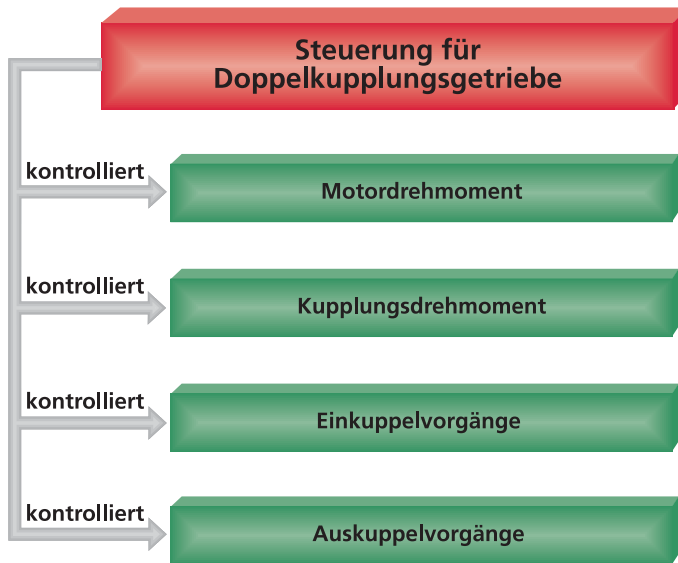 Steuerung für
Doppelkupplungsgetriebe
kontrolliert
Motordrehmoment
kontrolliert
Kupplungsdrehmoment
kontrolliert
Einkuppelvorgänge
kontrolliert
Auskuppelvorgänge